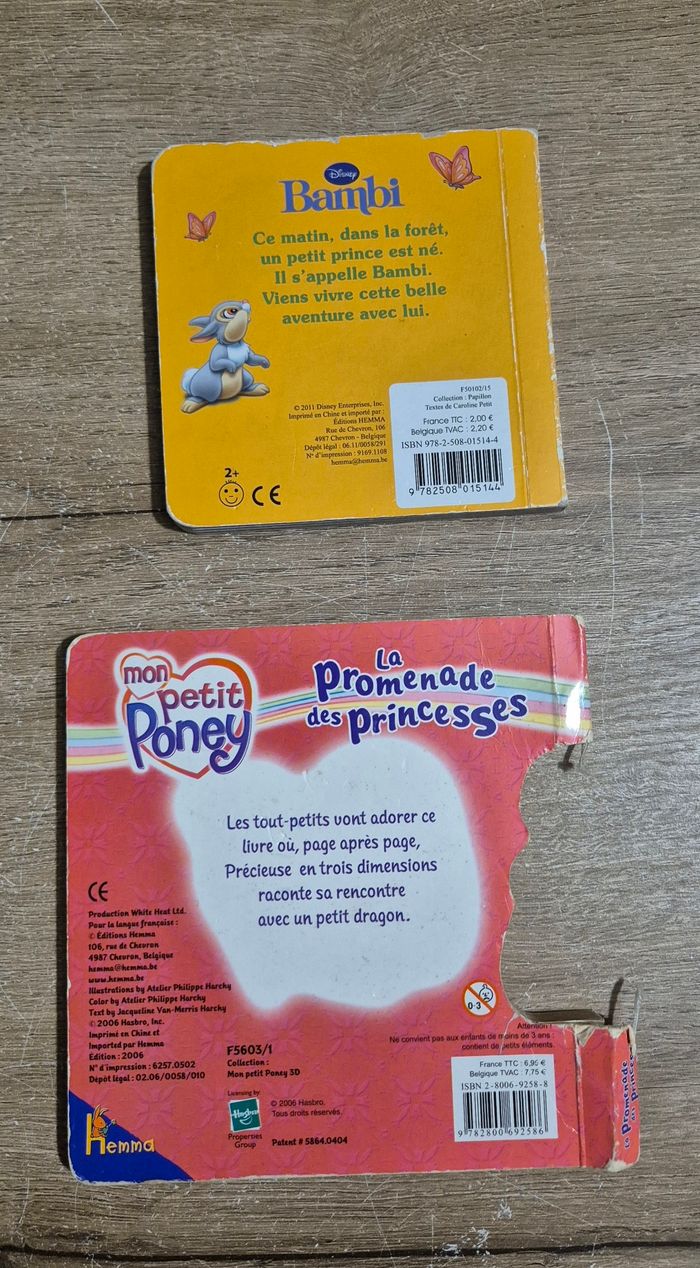 Disney
Bambi
Ce matin, dans la forêt,
un petit prince est né.
Il s'appelle Bambi.
Viens vivre cette belle
aventure avec lui.
© 2011 Disney Enterprises, Inc.
Imprimé en Chine et importé par :
Éditions HEMMA
Rue de Chevron, 106
4987 Chevron - Belgique
Dépôt légal : 06.11/0058/291
N° d'impression : 9169.1108
hemma@hemma.be
2+
CE
F50102/15
Collection : Papillon
Textes de Caroline Petit
France TTC : 2,00 €
Belgique TVAC : 2,20 €
ISBN 978-2-508-01514-4
9 782508 015144
mon
petit
Poney
La
Promenade
des princesses
Les tout-petits vont adorer ce
livre où, page après page,
Précieuse en trois dimensions
raconte sa rencontre
avec un petit dragon.
CE
Production White Heat Ltd.
Pour la langue française :
© Éditions Hemma
106, rue de Chevron
4987 Chevron, Belgique
hemma@hemma.be
www.hemma.be
Illustrations by Atelier Philippe Harchy
Color by Atelier Philippe Harchy
Text by Jacqueline Van-Merris Harchy
© 2006 Hasbro, Inc.
Imprimé en Chine et
Importé par Hemma
Édition : 2006
N° d'impression : 6257.0502
Dépôt légal : 02.06/0058/010
F5603/1
Collection :
Mon petit Poney 3D
Licensing by:
Hasbro
Properties
Group
© 2006 Hasbro.
Tous droits réservés.
Patent # 5864.0404
Hemma
0-3
Attention !
Ne convient pas aux enfants de moins de 3 ans :
contient de petits éléments.
France TTC : 6,95 €
Belgique TVAC : 7,75 €
ISBN 2-8006-9258-8
9 782800 692586
La Promenade
des Princesses